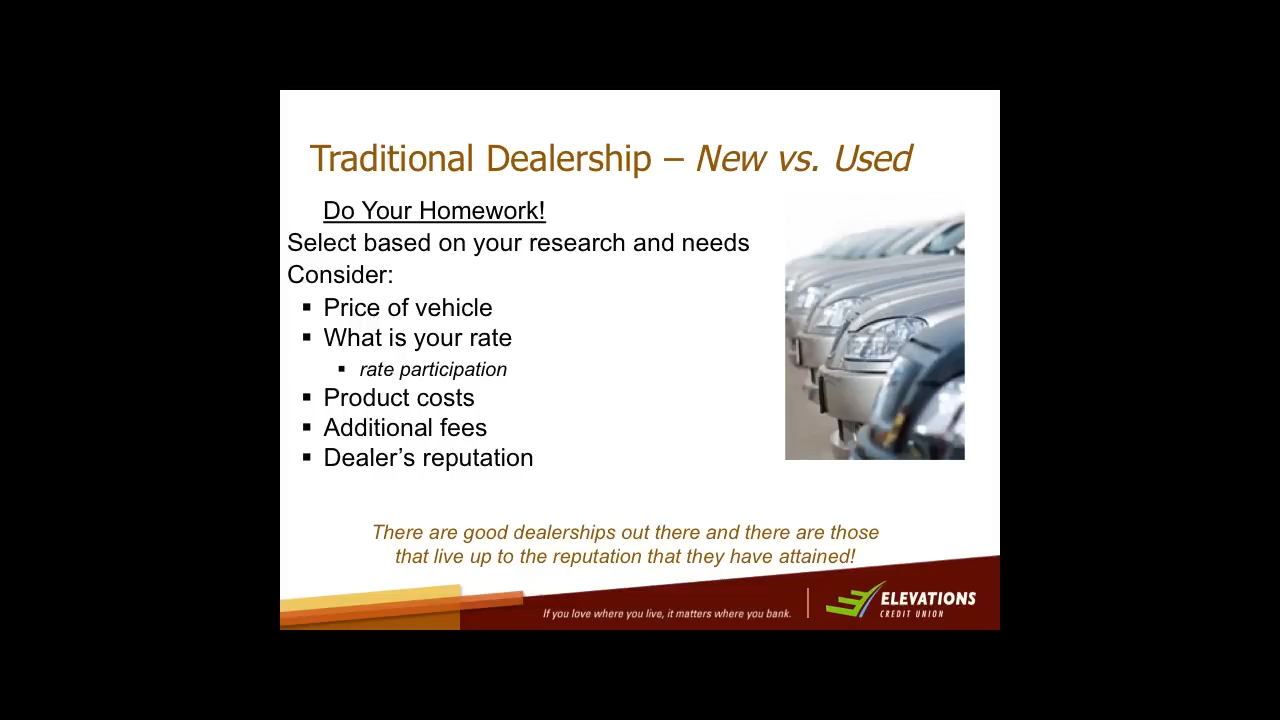 Traditional Dealership – New vs. Used
Do Your Homework!
Select based on your research and needs
Consider:
▪ Price of vehicle
▪ What is your rate
▪ rate participation
▪ Product costs
▪ Additional fees
▪ Dealer’s reputation
There are good dealerships out there and there are those
that live up to the reputation that they have attained!
If you love where you live, it matters where you bank.
ELEVATIONS
CREDIT UNION